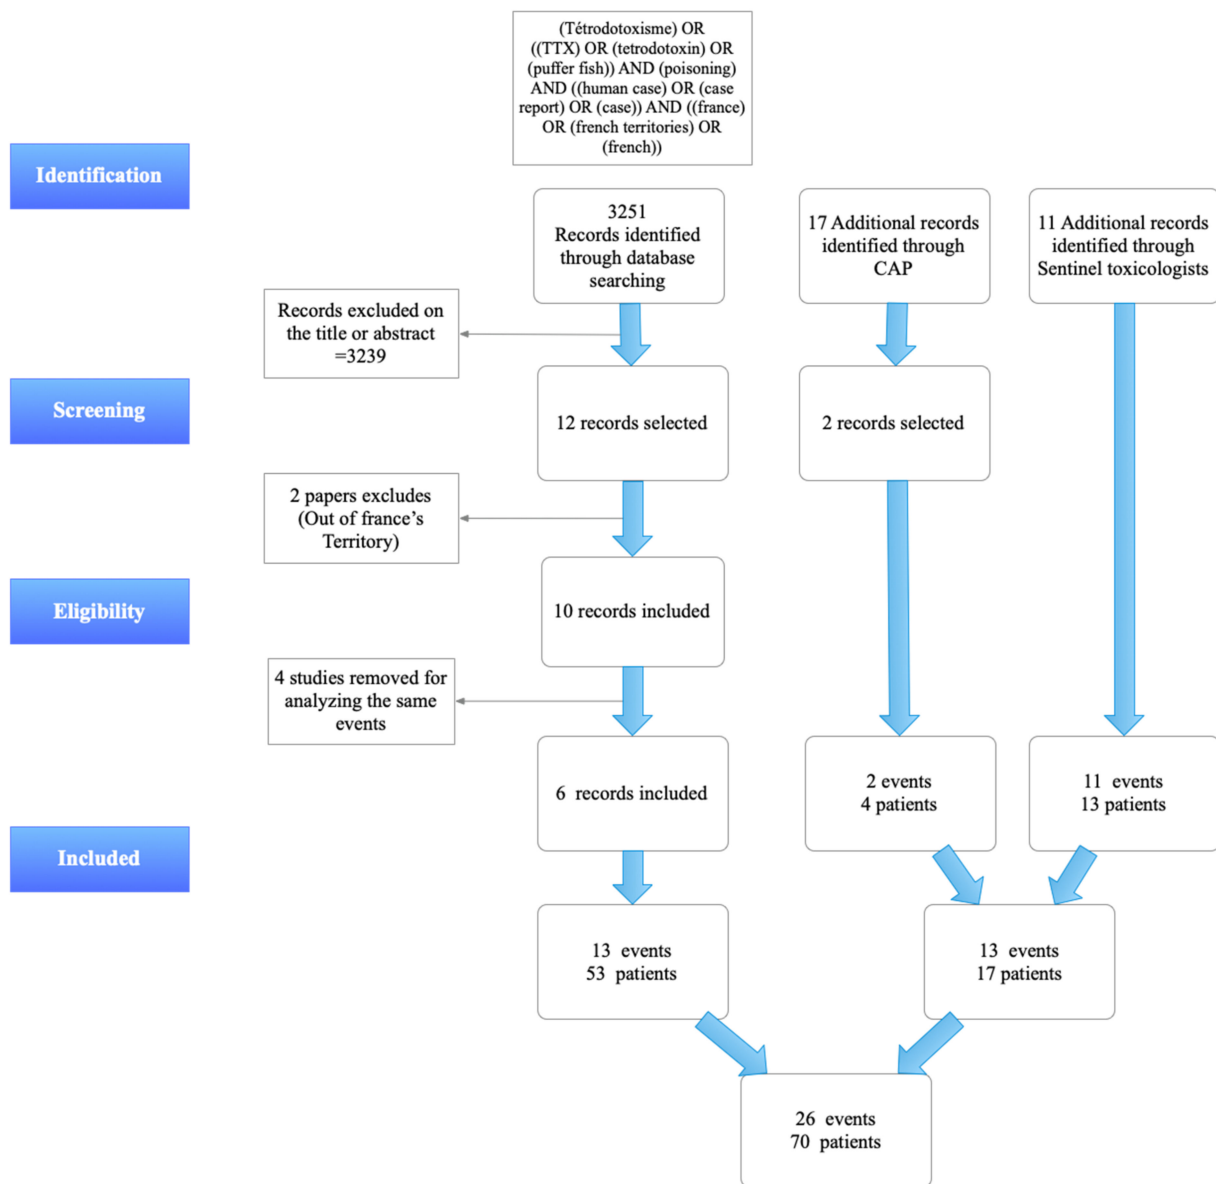 (Tétrodotoxisme) OR
((TTX) OR (tetrodotoxin) OR
(puffer fish)) AND (poisoning)
AND ((human case) OR (case
report) OR (case)) AND ((france)
OR (french territories) OR
(french))
Identification
3251
Records identified
through database
searching
17 Additional records
identified through
CAP
11 Additional records
identified through
Sentinel toxicologists
Records excluded on
the title or abstract
=3239
Screening
12 records selected
2 records selected
2 papers excludes
(Out of france’s
Territory)
Eligibility
10 records included
4 studies removed for
analyzing the same
events
6 records included
2 events
4 patients
11 events
13 patients
Included
13 events
53 patients
13 events
17 patients
26 events
70 patients